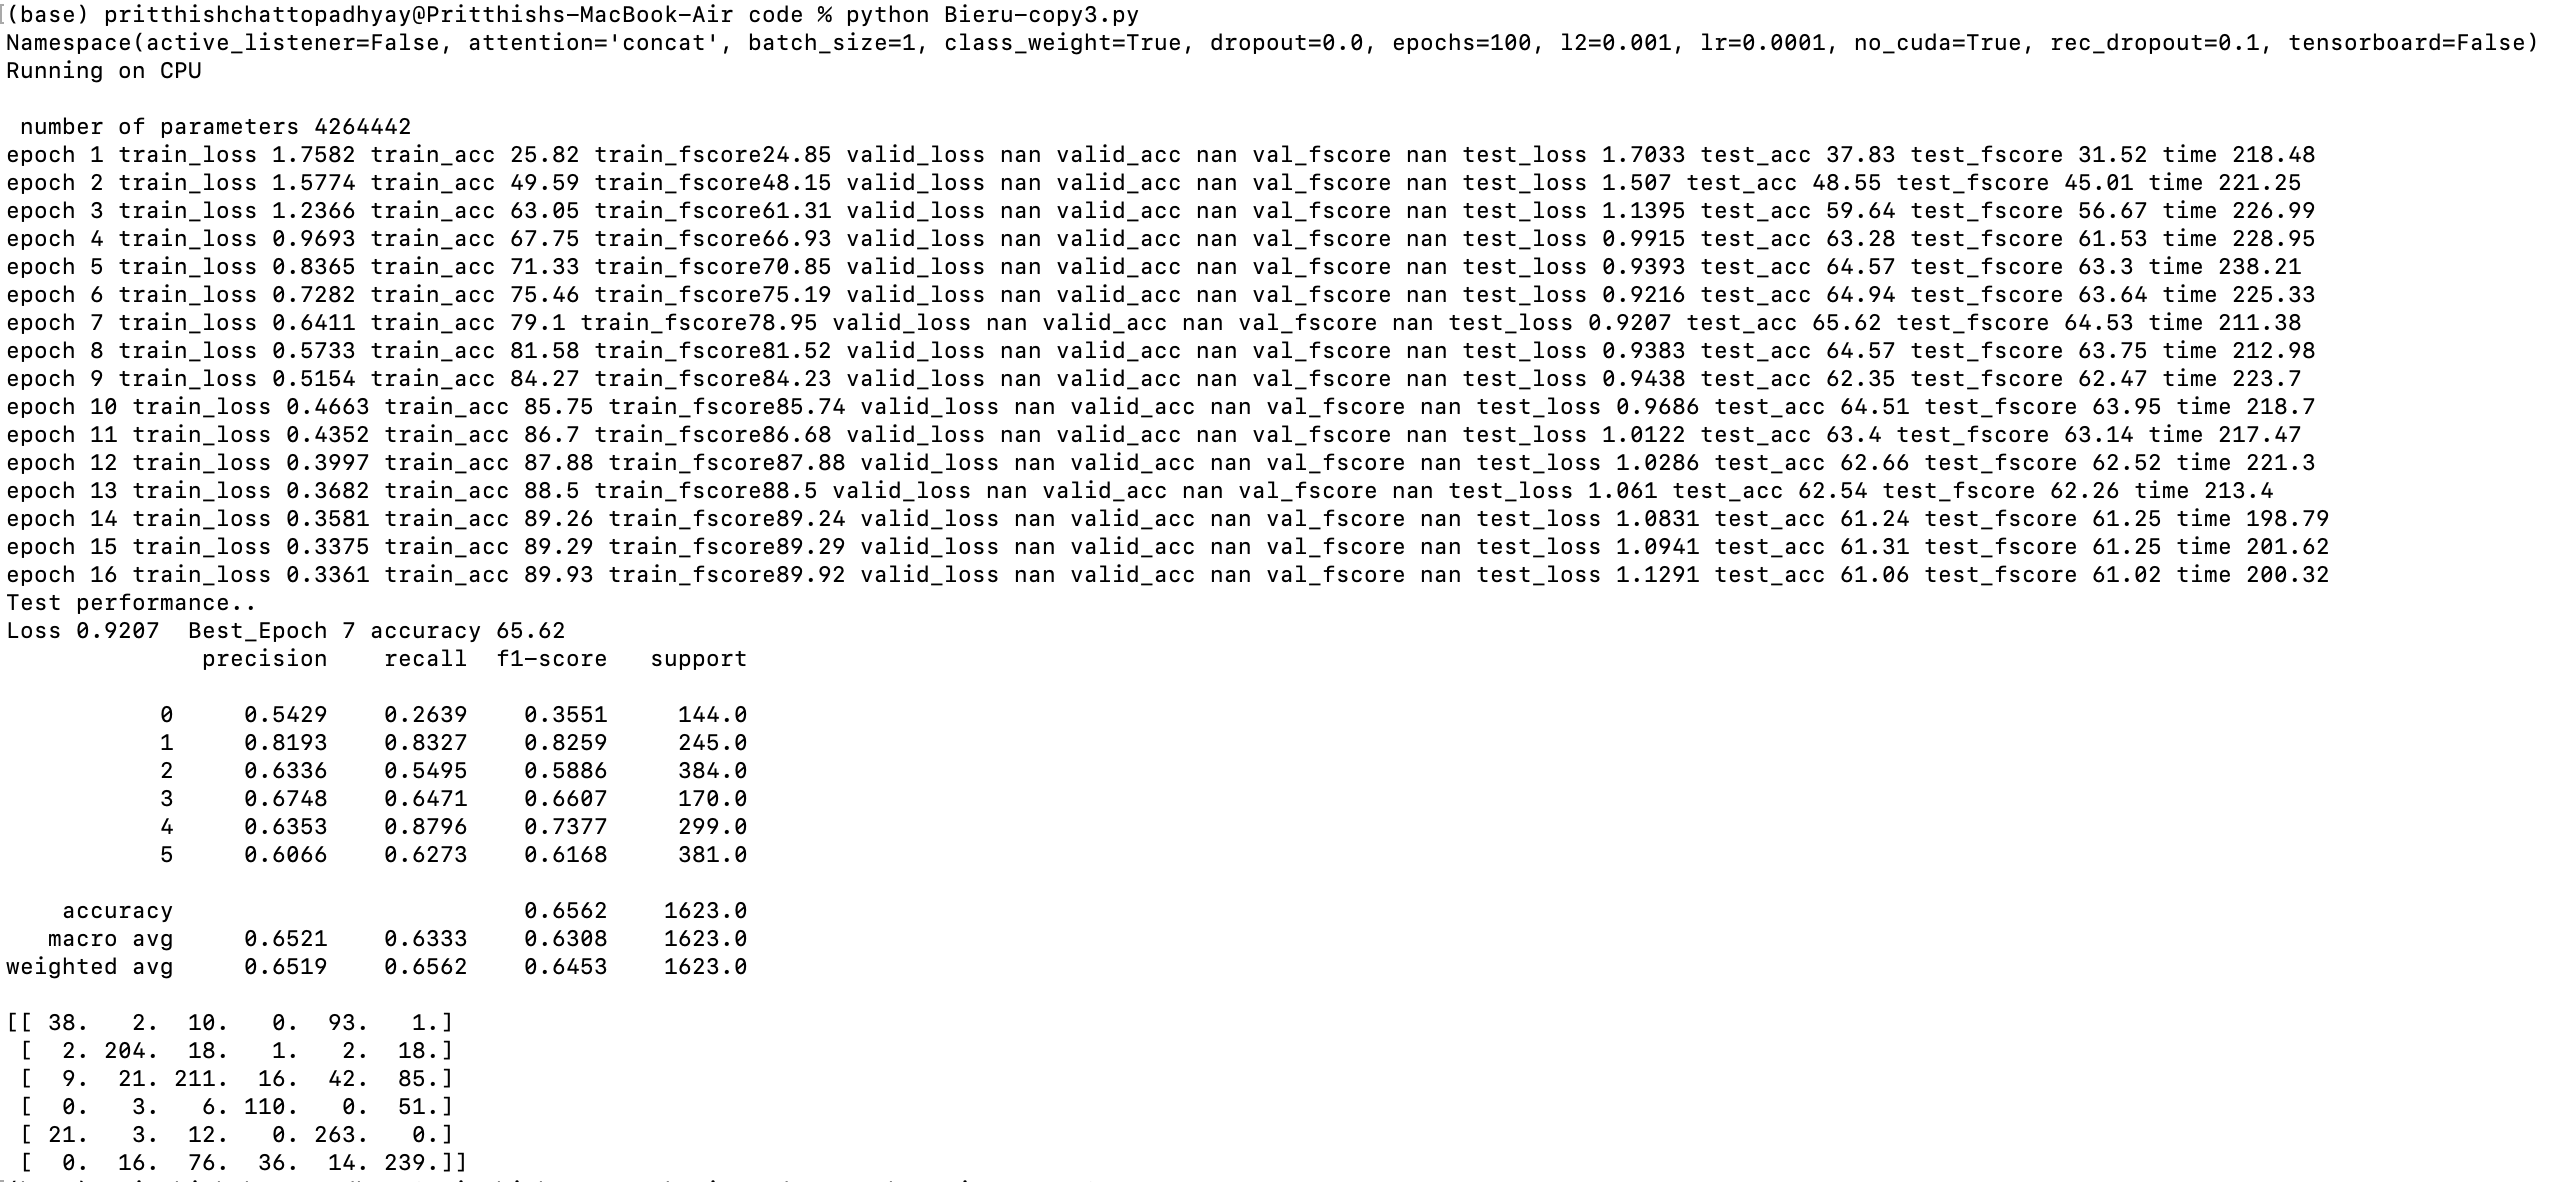 (base) pritthishchattopadhyay@Pritthishs-MacBook-Air code % python Bieru-copy3.py
Namespace(active_listener=False, attention='concat', batch_size=1, class_weight=True, dropout=0.0, epochs=100, l2=0.001, lr=0.0001, no_cuda=True, rec_dropout=0.1, tensorboard=False)
Running on CPU
number of parameters 4264442
epoch 1 train_loss 1.7582 train_acc 25.82 train_fscore24.85 valid_loss nan valid_acc nan val_fscore nan test_loss 1.7033 test_acc 37.83 test_fscore 31.52 time 218.48
epoch 2 train_loss 1.5774 train_acc 49.59 train_fscore48.15 valid_loss nan valid_acc nan val_fscore nan test_loss 1.507 test_acc 48.55 test_fscore 45.01 time 221.25
epoch 3 train_loss 1.2366 train_acc 63.05 train_fscore61.31 valid_loss nan valid_acc nan val_fscore nan test_loss 1.1395 test_acc 59.64 test_fscore 56.67 time 226.99
epoch 4 train_loss 0.9693 train_acc 67.75 train_fscore66.93 valid_loss nan valid_acc nan val_fscore nan test_loss 0.9915 test_acc 63.28 test_fscore 61.53 time 228.95
epoch 5 train_loss 0.8365 train_acc 71.33 train_fscore70.85 valid_loss nan valid_acc nan val_fscore nan test_loss 0.9393 test_acc 64.57 test_fscore 63.3 time 238.21
epoch 6 train_loss 0.7282 train_acc 75.46 train_fscore75.19 valid_loss nan valid_acc nan val_fscore nan test_loss 0.9216 test_acc 64.94 test_fscore 63.64 time 225.33
epoch 7 train_loss 0.6411 train_acc 79.1 train_fscore78.95 valid_loss nan valid_acc nan val_fscore nan test_loss 0.9207 test_acc 65.62 test_fscore 64.53 time 211.38
epoch 8 train_loss 0.5733 train_acc 81.58 train_fscore81.52 valid_loss nan valid_acc nan val_fscore nan test_loss 0.9383 test_acc 64.57 test_fscore 63.75 time 212.98
epoch 9 train_loss 0.5154 train_acc 84.27 train_fscore84.23 valid_loss nan valid_acc nan val_fscore nan test_loss 0.9438 test_acc 62.35 test_fscore 62.47 time 223.7
epoch 10 train_loss 0.4663 train_acc 85.75 train_fscore85.74 valid_loss nan valid_acc nan val_fscore nan test_loss 0.9686 test_acc 64.51 test_fscore 63.95 time 218.7
epoch 11 train_loss 0.4352 train_acc 86.7 train_fscore86.68 valid_loss nan valid_acc nan val_fscore nan test_loss 1.0122 test_acc 63.4 test_fscore 63.14 time 217.47
epoch 12 train_loss 0.3997 train_acc 87.88 train_fscore87.88 valid_loss nan valid_acc nan val_fscore nan test_loss 1.0286 test_acc 62.66 test_fscore 62.52 time 221.3
epoch 13 train_loss 0.3682 train_acc 88.5 train_fscore88.5 valid_loss nan valid_acc nan val_fscore nan test_loss 1.061 test_acc 62.54 test_fscore 62.26 time 213.4
epoch 14 train_loss 0.3581 train_acc 89.26 train_fscore89.24 valid_loss nan valid_acc nan val_fscore nan test_loss 1.0831 test_acc 61.24 test_fscore 61.25 time 198.79
epoch 15 train_loss 0.3375 train_acc 89.29 train_fscore89.29 valid_loss nan valid_acc nan val_fscore nan test_loss 1.0941 test_acc 61.31 test_fscore 61.25 time 201.62
epoch 16 train_loss 0.3361 train_acc 89.93 train_fscore89.92 valid_loss nan valid_acc nan val_fscore nan test_loss 1.1291 test_acc 61.06 test_fscore 61.02 time 200.32
Test performance..
Loss 0.9207  Best_Epoch 7 accuracy 65.62
precision    recall  f1-score   support
0     0.5429    0.2639    0.3551     144.0
1     0.8193    0.8327    0.8259     245.0
2     0.6336    0.5495    0.5886     384.0
3     0.6748    0.6471    0.6607     170.0
4     0.6353    0.8796    0.7377     299.0
5     0.6066    0.6273    0.6168     381.0
accuracy                         0.6562    1623.0
macro avg     0.6521    0.6333    0.6308    1623.0
weighted avg     0.6519    0.6562    0.6453    1623.0
[[ 38.   2.  10.   0.  93.   1.]
[  2. 204.  18.   1.   2.  18.]
[  9.  21. 211.  16.  42.  85.]
[  0.   3.   6. 110.   0.  51.]
[ 21.   3.  12.   0. 263.   0.]
[  0.  16.  76.  36.  14. 239.]]